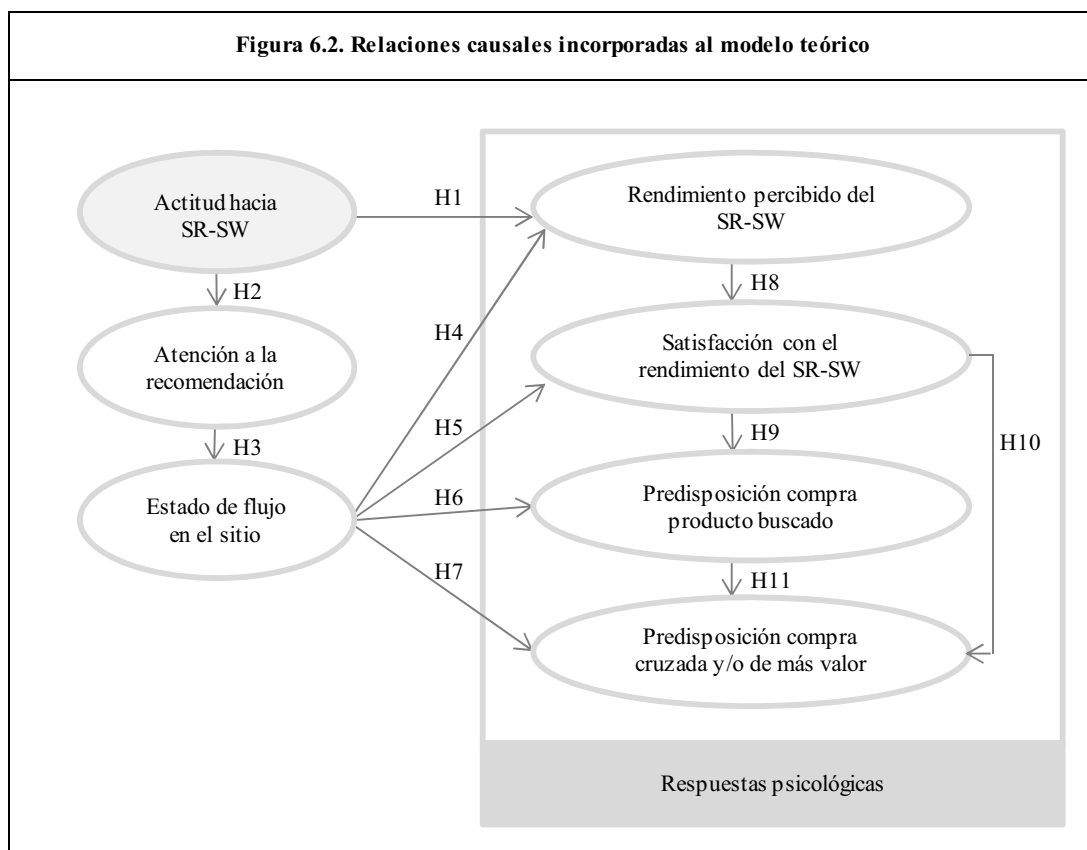 Figura 6.2. Relaciones causales incorporadas al modelo teórico
Actitud hacia
SR-SW
H1
Rendimiento percibido del
SR-SW
H2
H8
Atención a la
recomendación
H4
Satisfacción con el
rendimiento del SR-SW
H3
H5
H9
H10
Estado de flujo
en el sitio
H6
Predisposición compra
producto buscado
H7
H11
Predisposición compra
cruzada y/o de más valor
Respuestas psicológicas